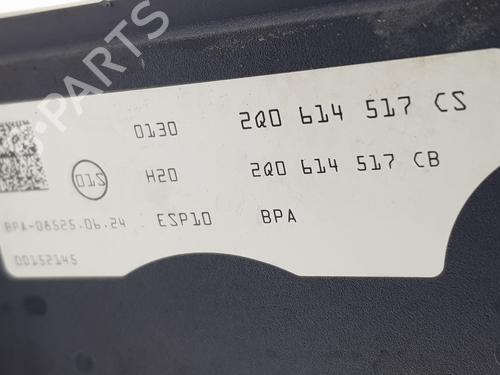 0130 2Q0 614 517 CS
01S H20 2Q0 614 517 CB
BPA-08525.06.24 ESP10 BPA
00152145
B-PARTS